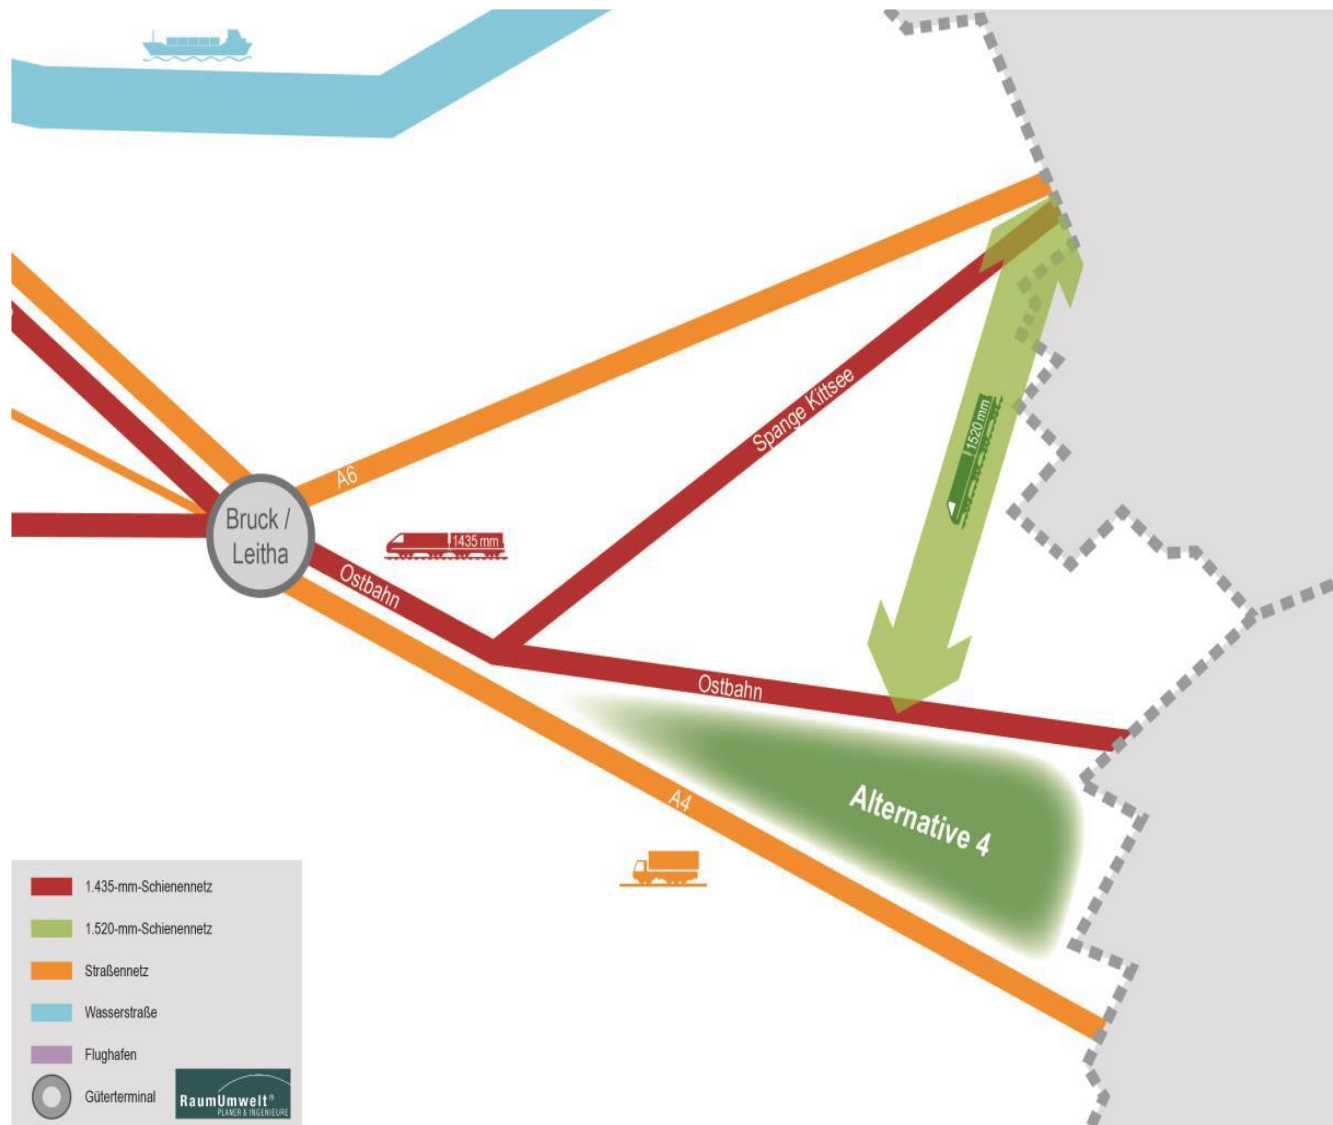 A6
Spange Kittsee
1520 mm
Bruck /
Leitha
1435 mm
Ostbahn
Ostbahn
A4
Alternative 4
1.435-mm-Schienennetz
1.520-mm-Schienennetz
Straßennetz
Wasserstraße
Flughafen
Güterterminal
RaumUmwelt®
PLANER & INGENIEURE